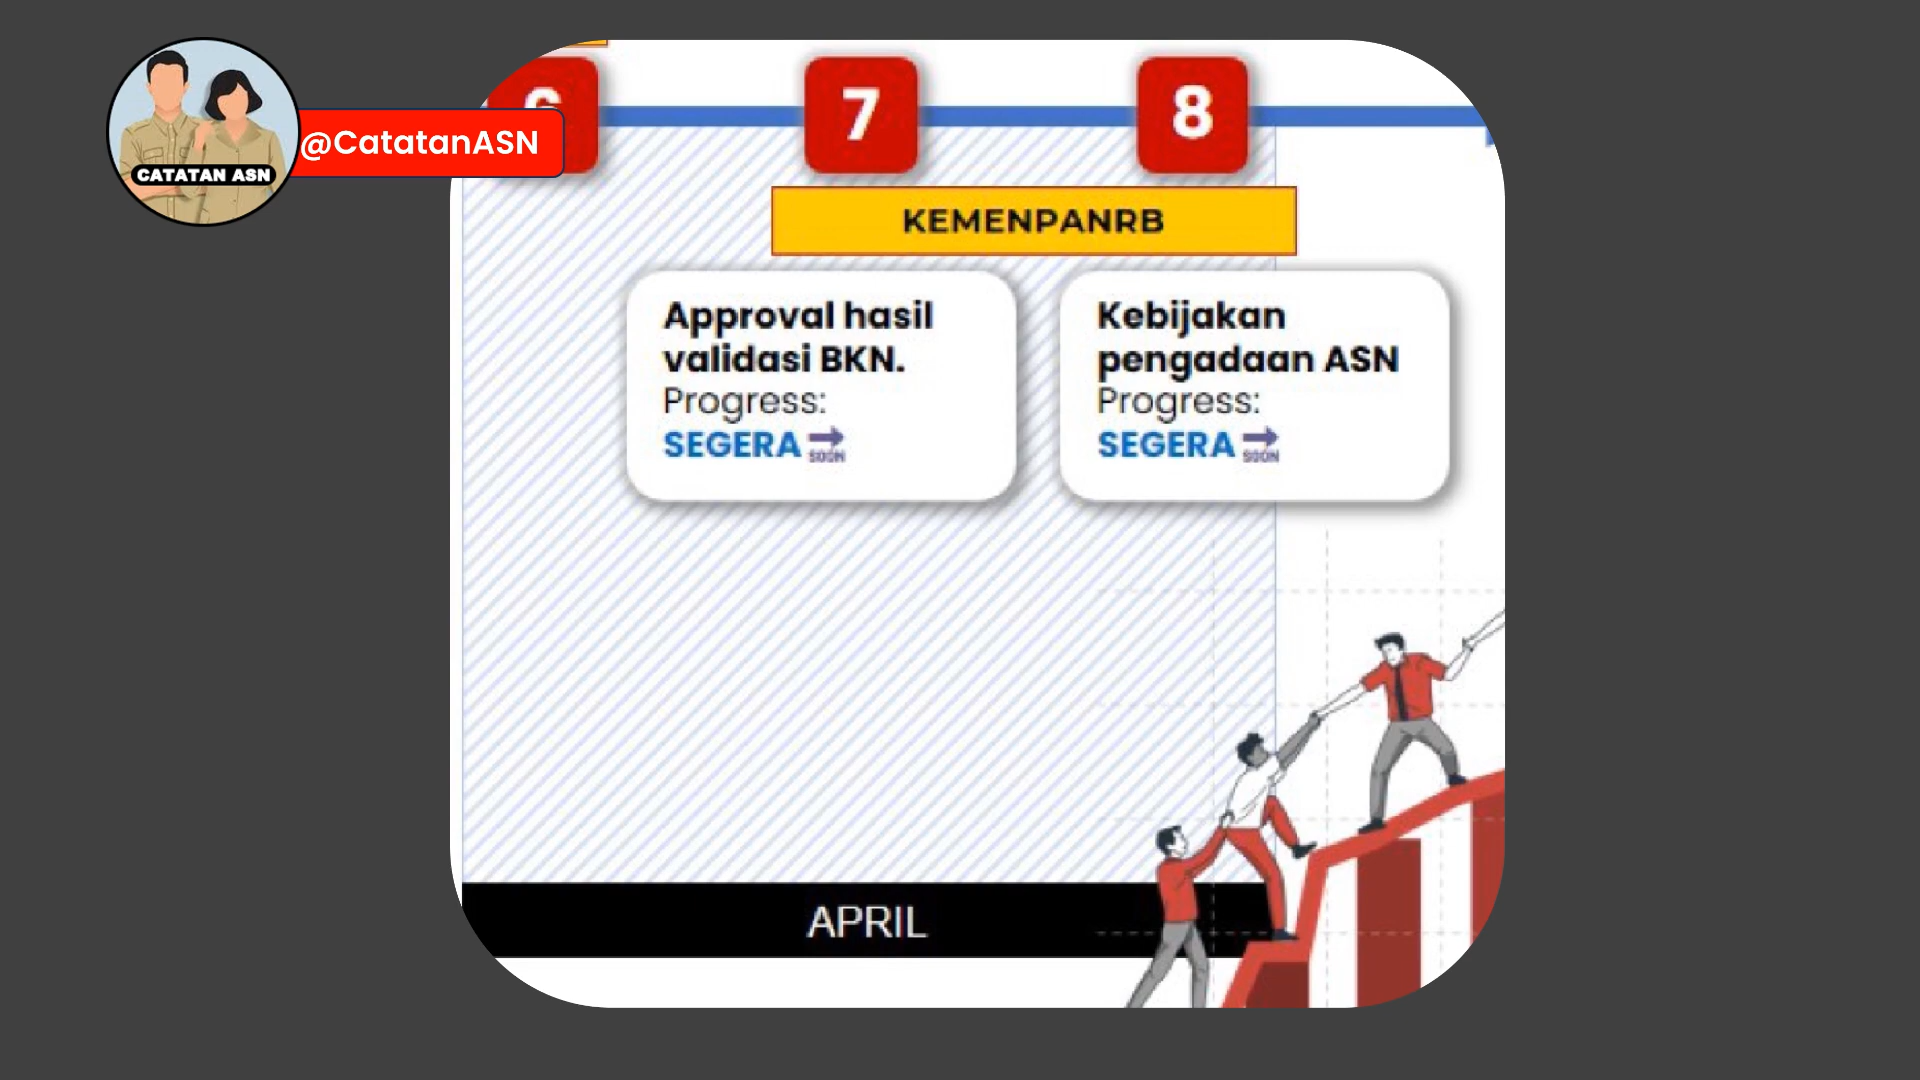 6
7
8
@CatatanASN
CATATAN ASN
KEMENPANRB
Approval hasil
validasi BKN.
Progress:
SEGERA
SOON
Kebijakan
pengadaan ASN
Progress:
SEGERA
SOON
APRIL